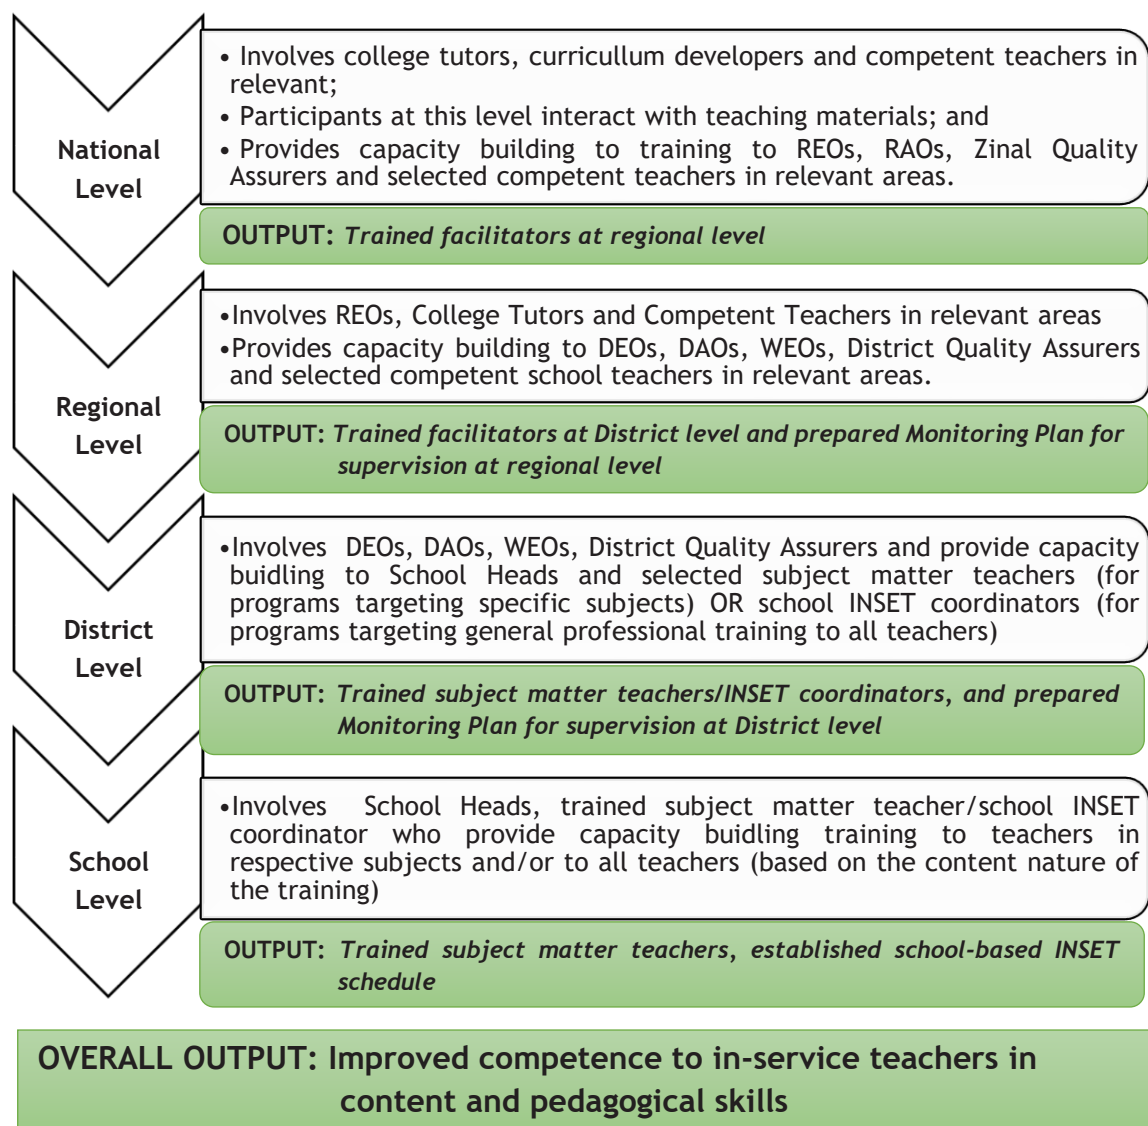 National
Level
• Involves college tutors, curricullum developers and competent teachers in
relevant;
• Participants at this level interact with teaching materials; and
• Provides capacity building to training to REOs, RAOs, Zinal Quality
Assurers and selected competent teachers in relevant areas.
OUTPUT: Trained facilitators at regional level
Regional
Level
•Involves REOs, College Tutors and Competent Teachers in relevant areas
•Provides capacity building to DEOs, DAOs, WEOs, District Quality Assurers
and selected competent school teachers in relevant areas.
OUTPUT: Trained facilitators at District level and prepared Monitoring Plan for
supervision at regional level
District
Level
•Involves DEOs, DAOs, WEOs, District Quality Assurers and provide capacity
buidling to School Heads and selected subject matter teachers (for
programs targeting specific subjects) OR school INSET coordinators (for
programs targeting general professional training to all teachers)
OUTPUT: Trained subject matter teachers/INSET coordinators, and prepared
Monitoring Plan for supervision at District level
School
Level
•Involves School Heads, trained subject matter teacher/school INSET
coordinator who provide capacity buidling training to teachers in
respective subjects and/or to all teachers (based on the content nature of
the training)
OUTPUT: Trained subject matter teachers, established school-based INSET
schedule
OVERALL OUTPUT: Improved competence to in-service teachers in
content and pedagogical skills